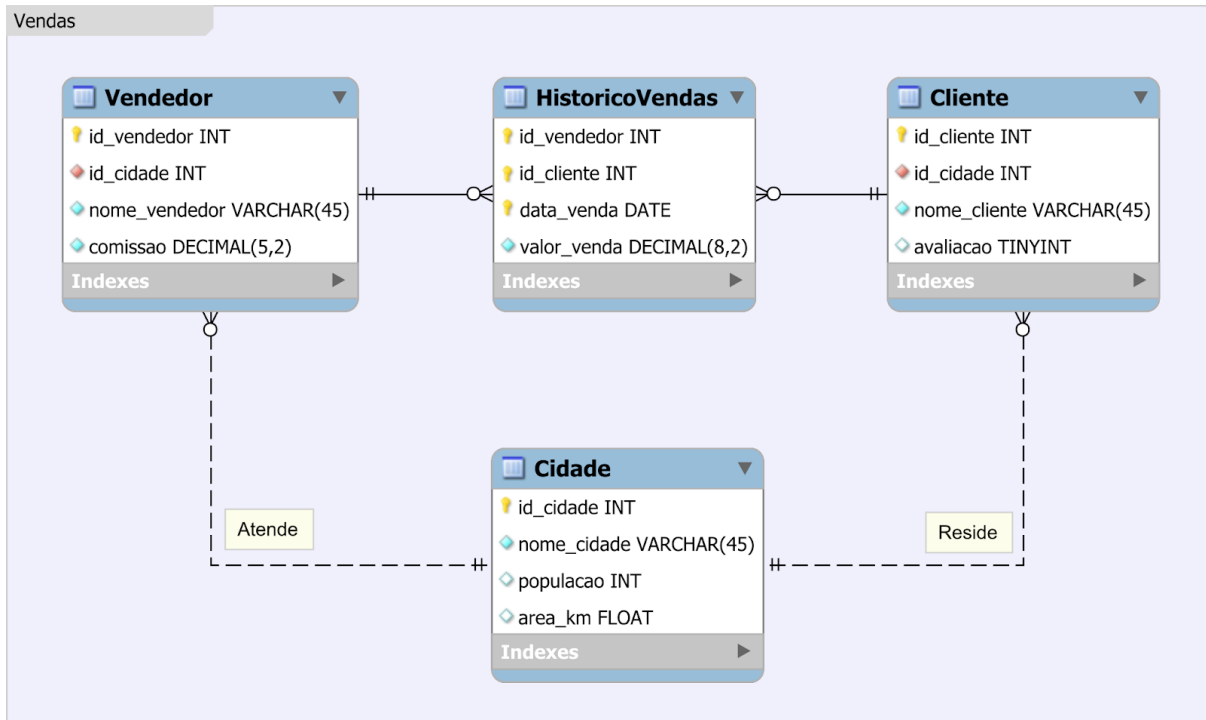 Vendas
Vendedor
id_vendedor INT
id_cidade INT
nome_vendedor VARCHAR(45)
comissao DECIMAL(5,2)
Indexes
HistoricoVendas
id_vendedor INT
id_cliente INT
data_venda DATE
valor_venda DECIMAL(8,2)
Indexes
Cliente
id_cliente INT
id_cidade INT
nome_cliente VARCHAR(45)
avaliacao TINYINT
Indexes
Atende
Cidade
id_cidade INT
nome_cidade VARCHAR(45)
populacao INT
area_km FLOAT
Indexes
Reside